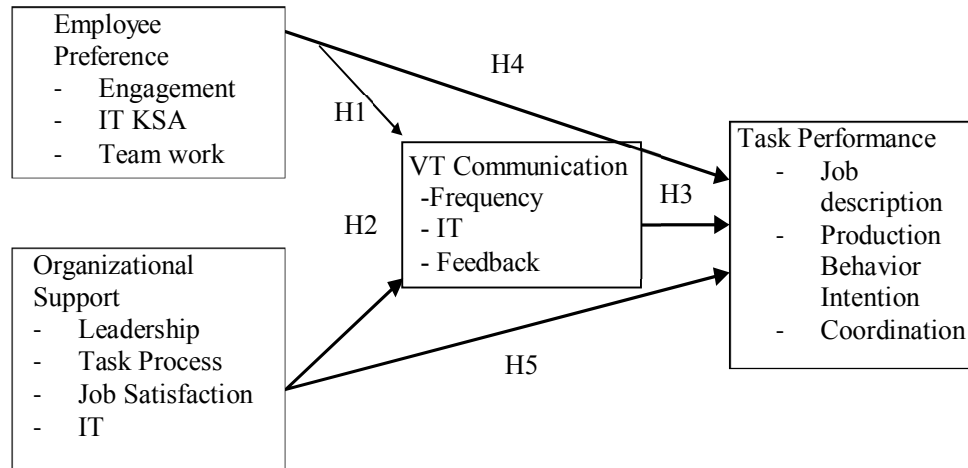 Employee
Preference
- Engagement
- IT KSA
- Team work
H4
H1
VT Communication
-Frequency
- IT
- Feedback
H3
Task Performance
- Job
description
- Production
Behavior
Intention
- Coordination
H2
Organizational
Support
- Leadership
- Task Process
- Job Satisfaction
- IT
H5